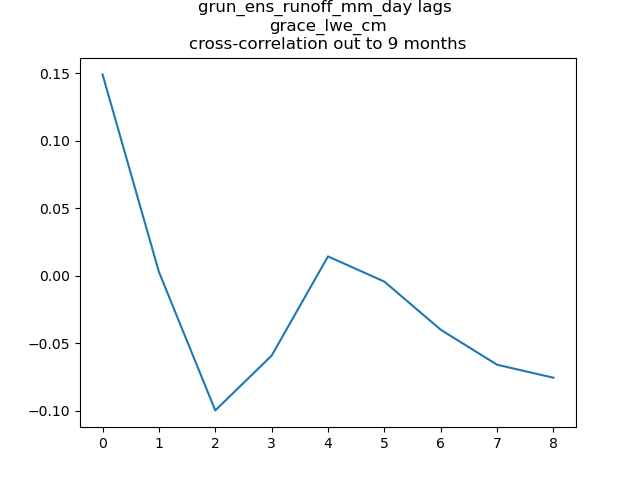 grun_ens_runoff_mm_day lags
grace_lwe_cm
cross-correlation out to 9 months
0.15
0.10
0.05
0.00
−0.05
−0.10
0 1 2 3 4 5 6 7 8